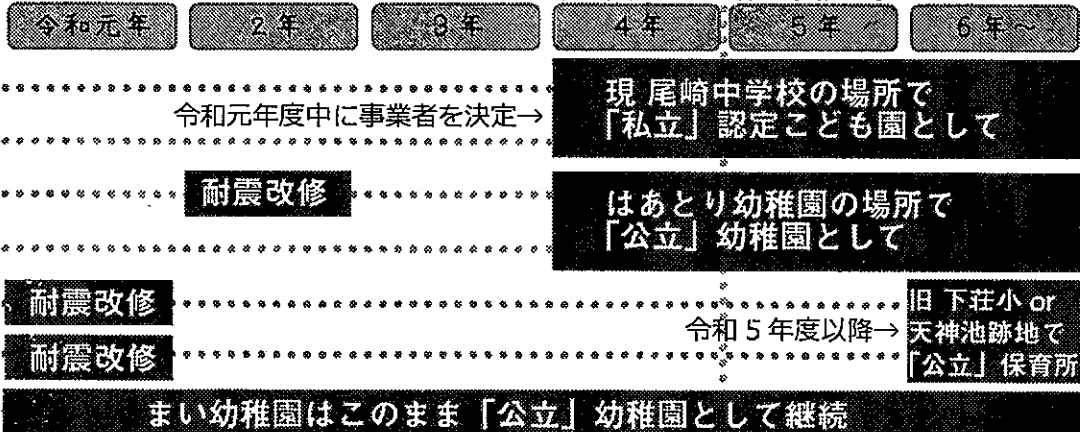 令和元年
2年
3年
4年
5年
6年~
現 尾崎中学校の場所で
「私立」認定こども園として
令和元年度中に事業者を決定→
耐震改修
はあとり幼稚園の場所で
「公立」幼稚園として
耐震改修
旧 下荘小 or
天神池跡地で
「公立」保育所
令和5年度以降→
耐震改修
まい幼稚園はこのまま「公立」幼稚園として継続